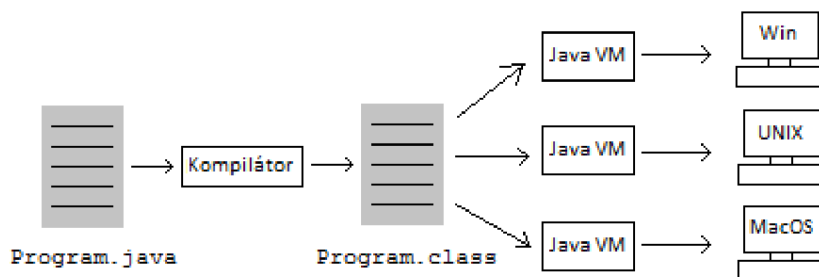 Program.java
Kompilátor
Program.class
Java VM
Win
Java VM
UNIX
Java VM
MacOS